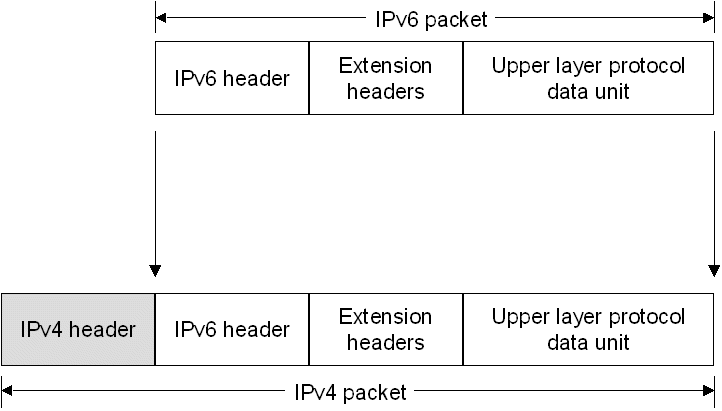 IPv6 packet
IPv6 header
Extension
headers
Upper layer protocol
data unit
IPv4 header
IPv6 header
Extension
headers
Upper layer protocol
data unit
IPv4 packet